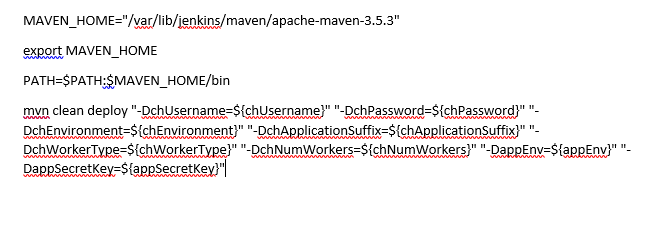 MAVEN_HOME="/var/lib/jenkins/maven/apache-maven-3.5.3"
export MAVEN_HOME
PATH=$PATH:$MAVEN_HOME/bin
mvn clean deploy "-DchUsername=${chUsername}" "-DchPassword=${chPassword}" "-
DchEnvironment=${chEnvironment}" "-DchApplicationSuffix=${chApplicationSuffix}" "-
DchWorkerType=${chWorkerType}" "-DchNumWorkers=${chNumWorkers}" "-DappEnv=${appEnv}" "-
DappSecretKey=${appSecretKey}"